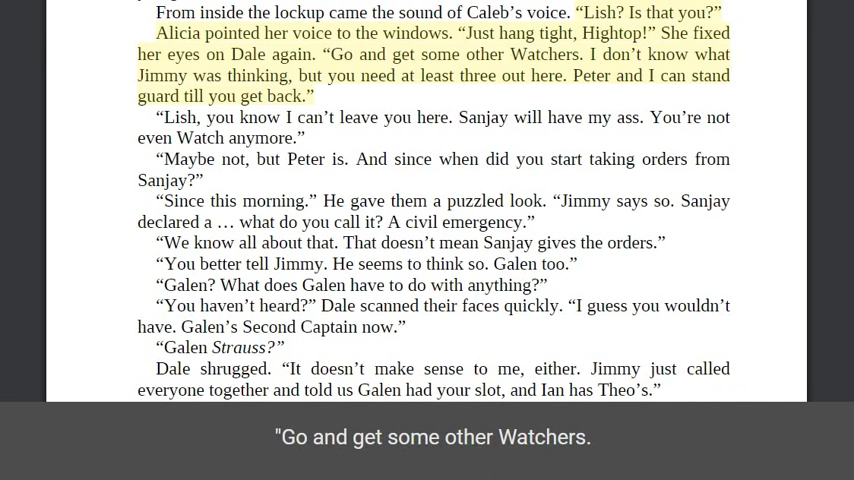 From inside the lockup came the sound of Caleb’s voice. “Lish? Is that you?”
Alicia pointed her voice to the windows. “Just hang tight, Hightop!” She fixed
her eyes on Dale again. “Go and get some other Watchers. I don’t know what
Jimmy was thinking, but you need at least three out here. Peter and I can stand
guard till you get back.”
“Lish, you know I can’t leave you here. Sanjay will have my ass. You’re not
even Watch anymore.”
“Maybe not, but Peter is. And since when did you start taking orders from
Sanjay?”
“Since this morning.” He gave them a puzzled look. “Jimmy says so. Sanjay
declared a … what do you call it? A civil emergency.”
“We know all about that. That doesn’t mean Sanjay gives the orders.”
“You better tell Jimmy. He seems to think so. Galen too.”
“Galen? What does Galen have to do with anything?”
“You haven’t heard?” Dale scanned their faces quickly. “I guess you wouldn’t
have. Galen’s Second Captain now.”
“Galen Strauss?”
Dale shrugged. “It doesn’t make sense to me, either. Jimmy just called
everyone together and told us Galen had your slot, and Ian has Theo’s.”
"Go and get some other Watchers.